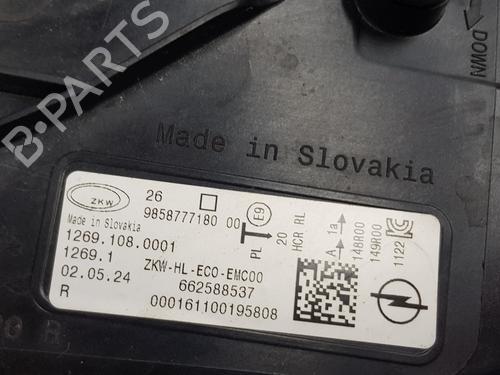 DOWN
B-PARTS
Made in Slovakia
ZKW
26
9858777180 00
E9
Made in Slovakia
1269.108.0001
1269.1
ZKW-HL-ECO-EMC00
02.05.24
662588537
R
000161100195808
PL
20
HCR RL
A 1a
148R00
149R00
1122
R